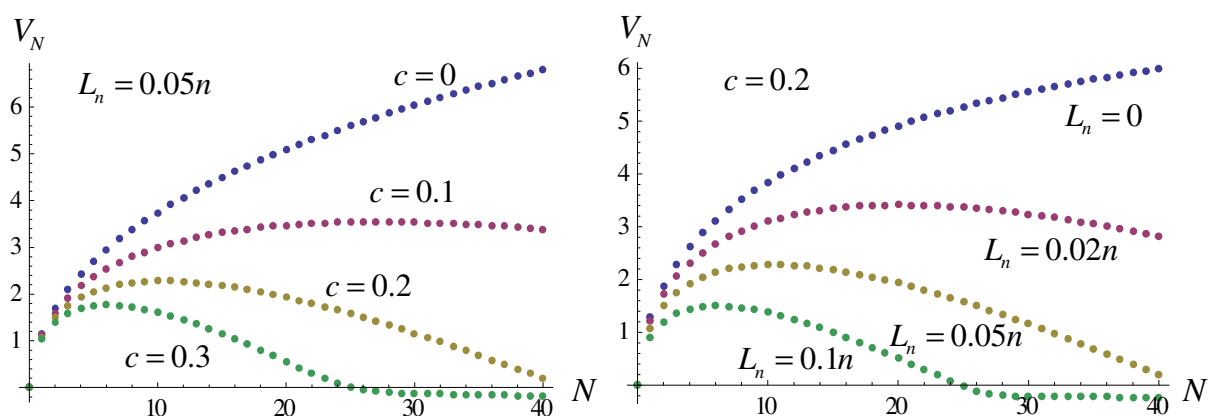 V_N
L_n = 0.05n
c = 0
6
5
4
c = 0.1
3
2
c = 0.2
1
c = 0.3
10
20
30
40
N
V_N
6
c = 0.2
5
L_n = 0
4
3
L_n = 0.02n
2
1
L_n = 0.05n
L_n = 0.1n
10
20
30
40
N